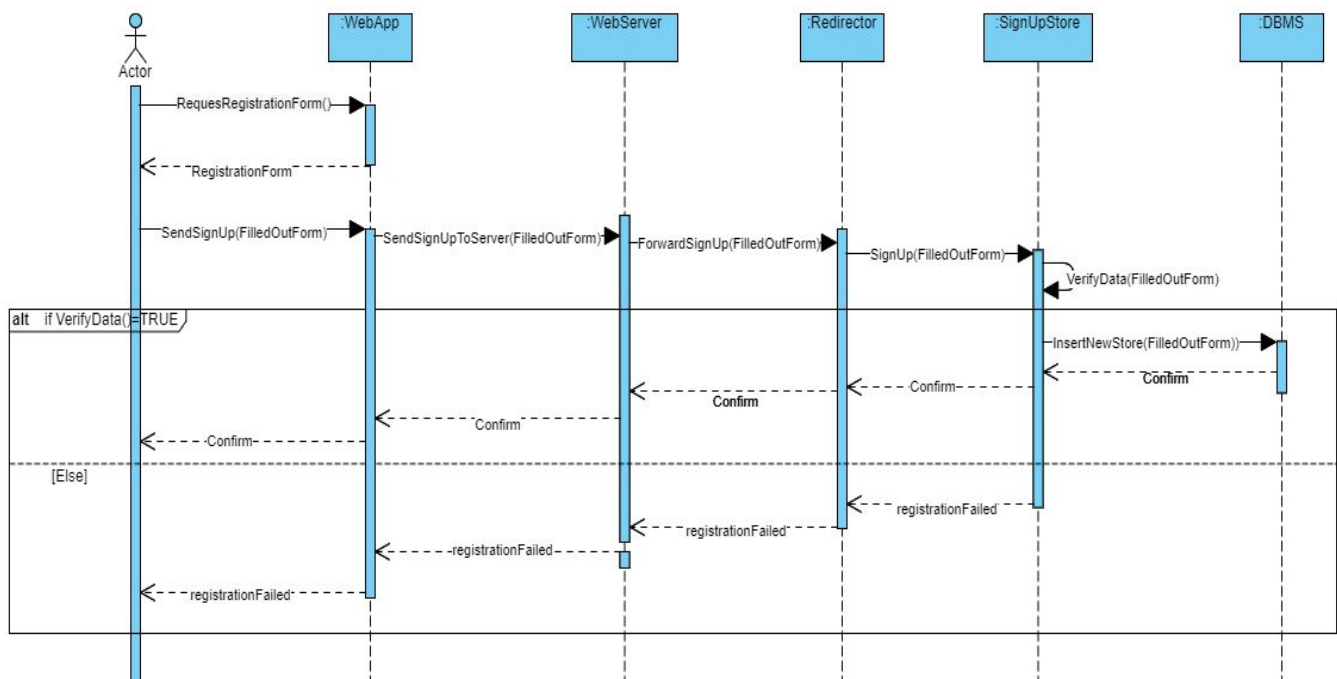 :WebApp
:WebServer
:Redirector
:SignUpStore
:DBMS
Actor
RequesRegistrationForm()
RegistrationForm
SendSignUp(FilledOutForm)
SendSignUpToServer(FilledOutForm)
ForwardSignUp(FilledOutForm)
SignUp(FilledOutForm)
VerifyData(FilledOutForm)
alt if VerifyData()=TRUE
InsertNewStore(FilledOutForm))
Confirm
Confirm
Confirm
Confirm
Confirm
[Else]
registrationFailed
registrationFailed
registrationFailed
registrationFailed